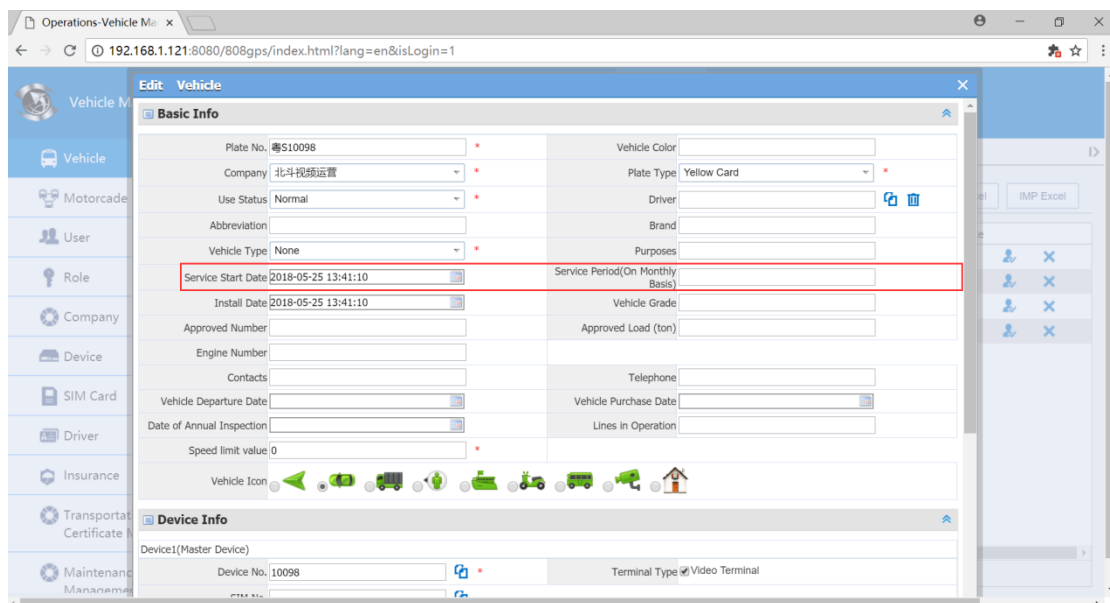 Operations-Vehicle Ma
192.168.1.121:8080/808gps/index.html?lang=en&isLogin=1
Vehicle M
Edit Vehicle
Basic Info
Plate No. 粤S10098 * Vehicle Color
Company 北斗视频运营 * Plate Type Yellow Card *
Use Status Normal * Driver
Abbreviation Brand
Vehicle Type None * Purposes
Service Start Date 2018-05-25 13:41:10 Service Period(On Monthly
Basis)
Install Date 2018-05-25 13:41:10 Vehicle Grade
Approved Number Approved Load (ton)
Engine Number
Contacts Telephone
Vehicle Departure Date Vehicle Purchase Date
Date of Annual Inspection Lines in Operation
Speed limit value 0 *
Vehicle Icon
Device Info
Device1(Master Device)
Device No. 10098 * Terminal Type Video Terminal
SIM No.
Vehicle
Motorcade
User
Role
Company
Device
SIM Card
Driver
Insurance
Transportat
Certificate M
Maintenanc
Managemen
el
IMP Excel
e